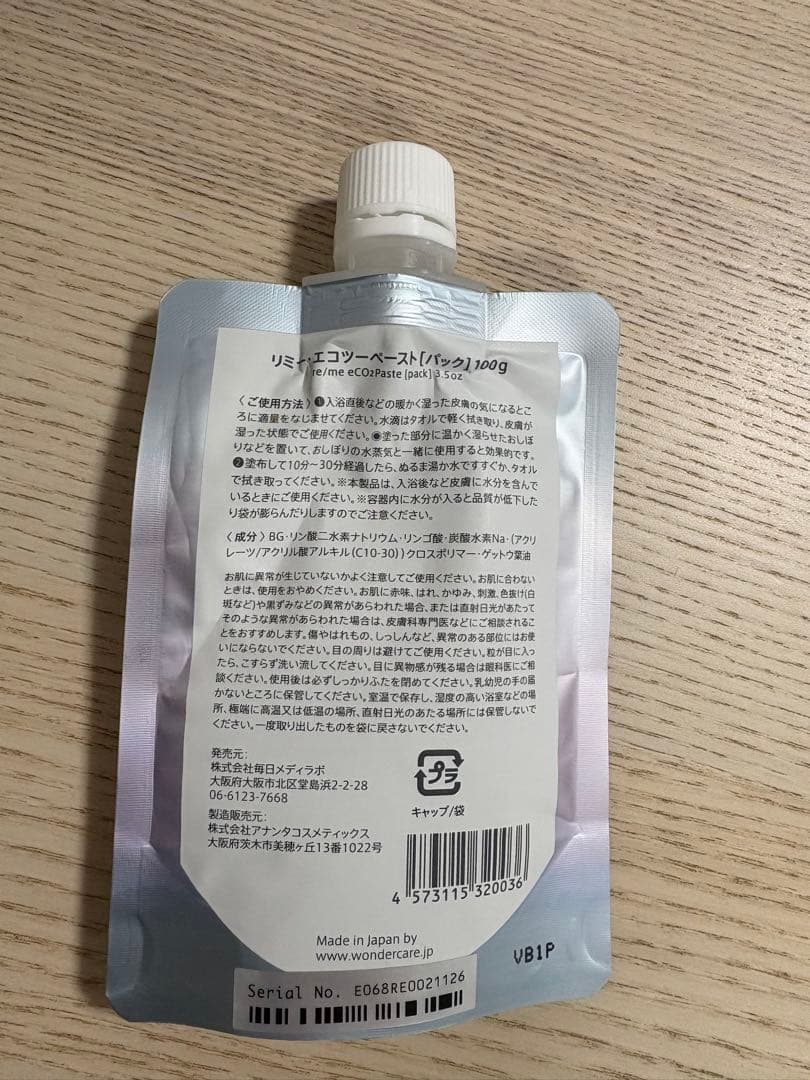 リミー・エコツーペースト[パック] 100g
re/me eCO2Paste [pack] 3.5oz
〈ご使用方法〉❶入浴直後などの暖かく湿った皮膚の気になるとこ
ろに適量をなじませてください。水滴はタオルで軽く拭き取り、皮膚が
湿った状態でご使用ください。◉塗った部分に温かく湿らせたおしぼ
りなどを置いて、おしぼりの水蒸気と一緒に使用すると効果的です。
❷塗布して10分〜30分経過したら、ぬるま湯か水ですすぐか、タオル
で拭き取ってください。※本製品は、入浴後など皮膚に水分を含んで
いるときにご使用ください。※容器内に水分が入ると品質が低下した
り袋が膨らんだりしますのでご注意ください。
〈成分〉BG・リン酸二水素ナトリウム・リンゴ酸・炭酸水素Na・(アクリ
レーツ/アクリル酸アルキル(C10-30))クロスポリマー・ゲットウ葉油
お肌に異常が生じていないかよく注意してご使用ください。お肌に合わない
ときは、使用をおやめください。お肌に赤味、はれ、かゆみ、刺激、色抜け(白
斑など)や黒ずみなどの異常があらわれた場合、または直射日光があたって
そのような異常があらわれた場合は、皮膚科専門医などにご相談されるこ
とをおすすめします。傷やはれもの、しっしんなど、異常のある部位にはお使
いにならないでください。目の周りは避けてご使用ください。粒が目に入っ
たら、こすらず洗い流してください。目に異物感が残る場合は眼科医にご相
談ください。使用後は必ずしっかりふたを閉めてください。乳幼児の手の届
かないところに保管してください。室温で保存し、湿度の高い浴室などの場
所、極端に高温又は低温の場所、直射日光のあたる場所には保管しないで
ください。一度取り出したものを袋に戻さないでください。
発売元:
株式会社毎日メディラボ
大阪府大阪市北区堂島浜2-2-28
06-6123-7668
製造販売元:
株式会社アナンタコスメティックス
大阪府茨木市美穂ヶ丘13番1022号
プラ
キャップ/袋
4 573115 320036
Made in Japan by
www.wondercare.jp
VB1P
Serial No. E068RE0021126